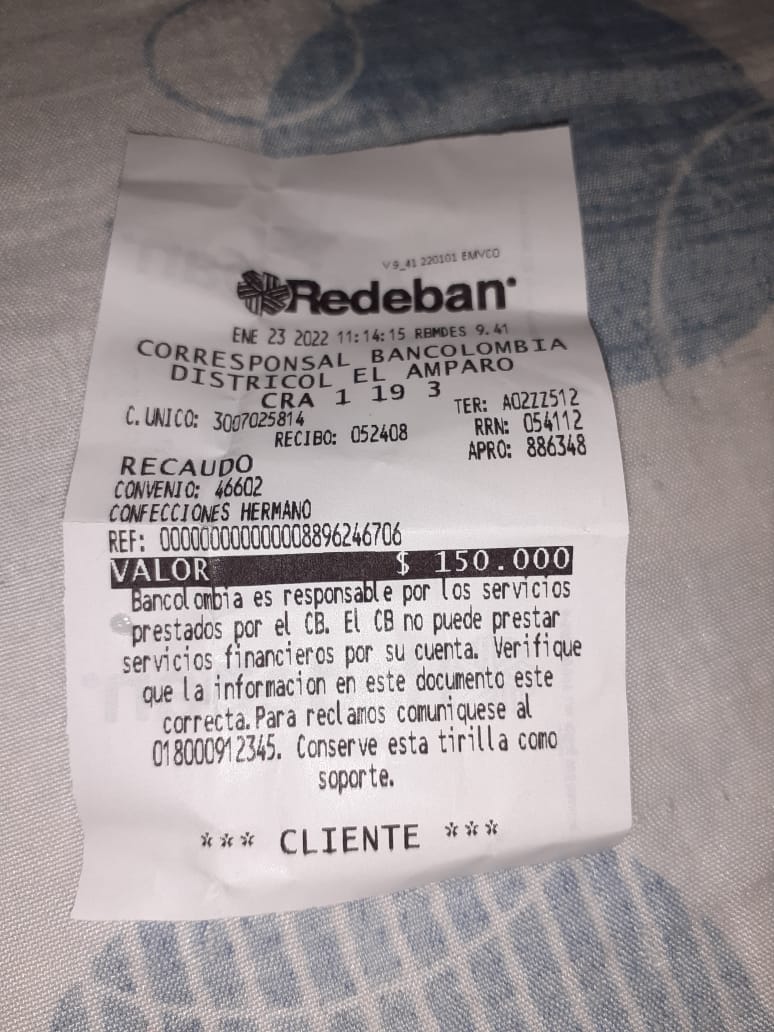 V9_41 220101 EMVCO
Redeban
ENE 23 2022 11:14:15 RBMDES 9.41
CORRESPONSAL BANCOLOMBIA
DISTRICOL EL AMPARO
CRA 1 19 3
C. UNICO: 3007025814 TER: A02ZZ512
RECIBO: 052408 RRN: 054112
APRO: 886348
RECAUDO
CONVENIO: 46602
CONFECCIONES HERMANO
REF: 00000000000008896246706
VALOR $ 150.000
Bancolombia es responsable por los servicios
prestados por el CB. El CB no puede prestar
servicios financieros por su cuenta. Verifique
que la informacion en este documento este
correcta.Para reclamos comuniquese al
018000912345. Conserve esta tirilla como
soporte.
*** CLIENTE ***